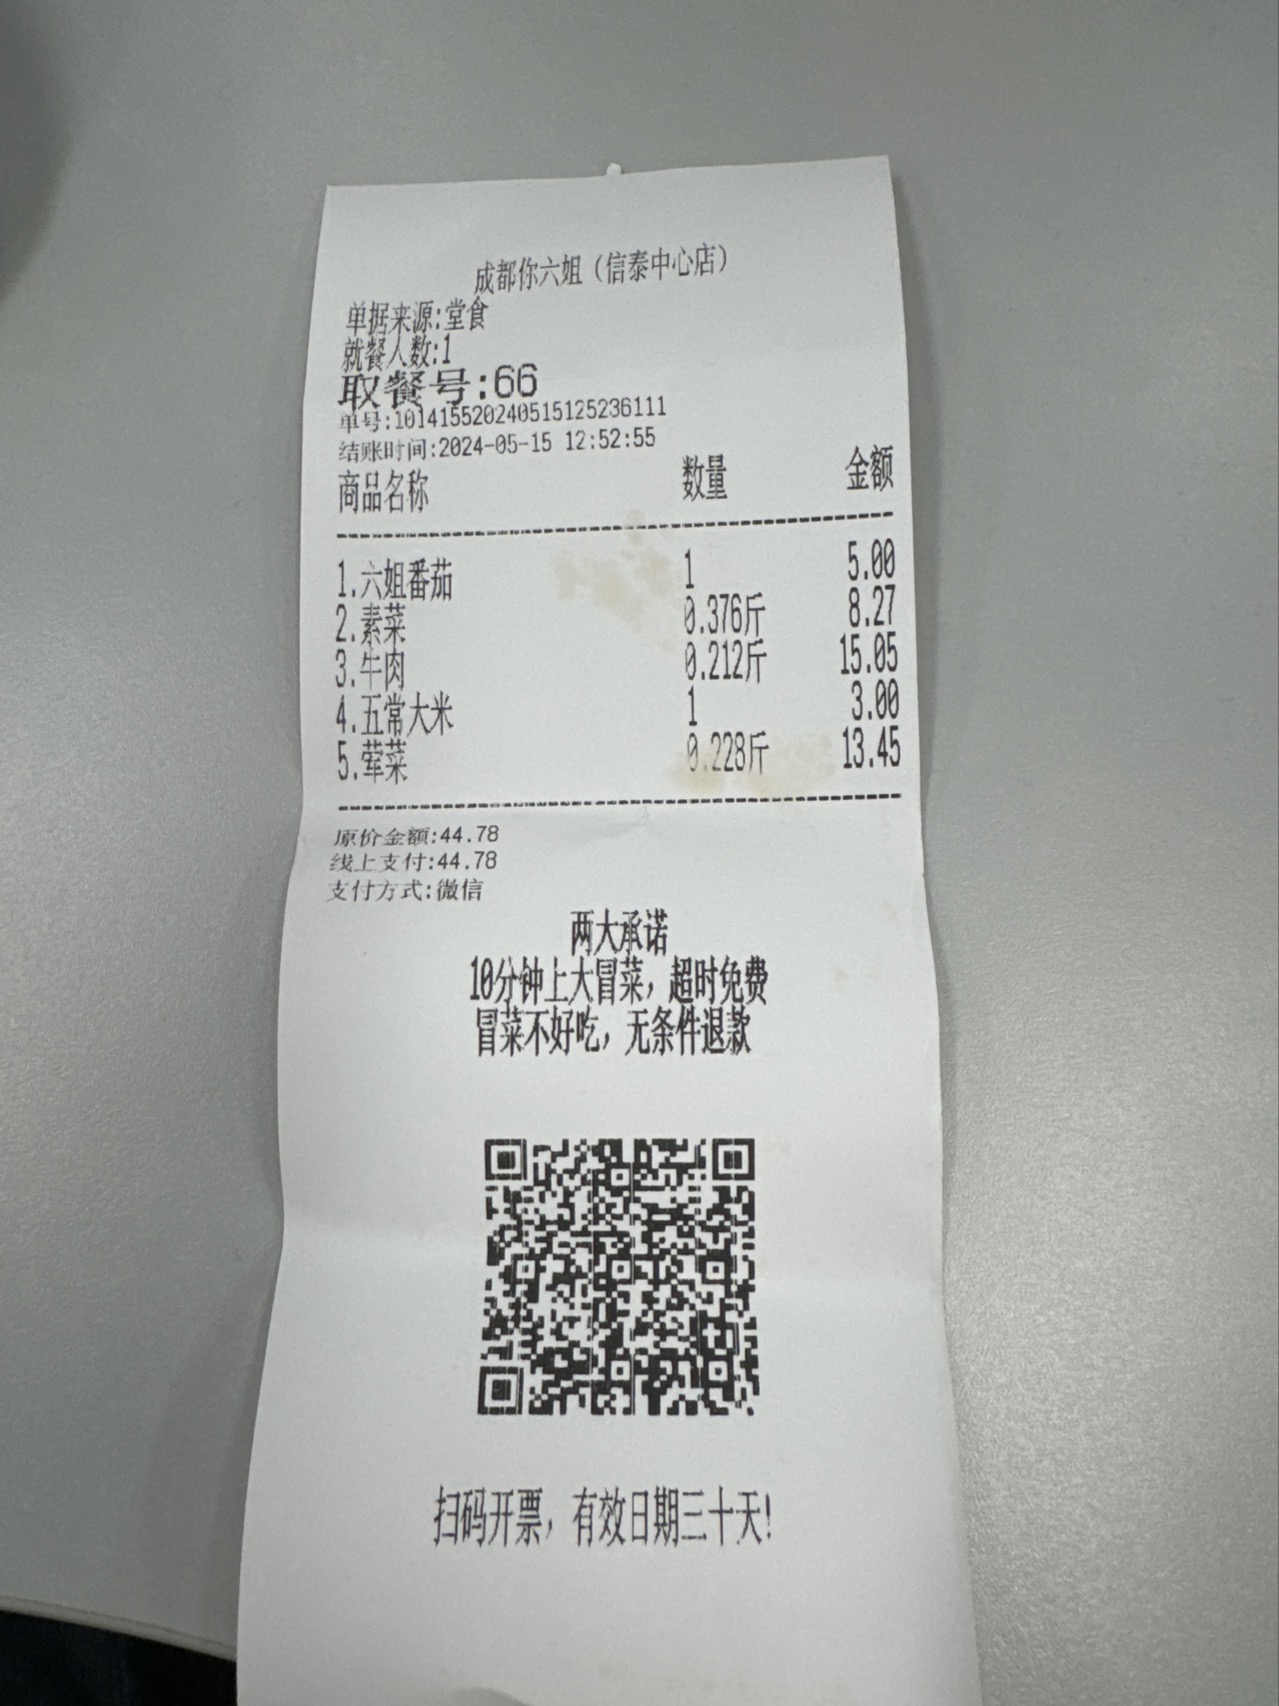 成都你六姐（信泰中心店）
单据来源:堂食
就餐人数:1
取餐号:66
单号:10141552024051512523​6111
结账时间:2024-05-15 12:52:55
商品名称 数量 金额
1.六姐番茄 1 5.00
2.素菜 0.376斤 8.27
3.牛肉 0.212斤 15.05
4.五常大米 1 3.00
5.荤菜 0.228斤 13.45
原价金额:44.78
线上支付:44.78
支付方式:微信
两大承诺
10分钟上大冒菜，超时免费
冒菜不好吃，无条件退款
扫码开票，有效日期三十天!